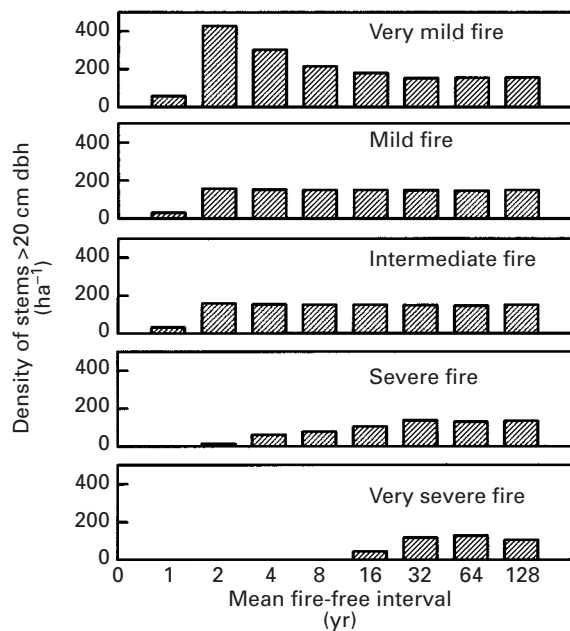 Density of stems >20 cm dbh
(ha⁻¹)
400
200
0
Very mild fire
400
200
0
Mild fire
400
200
0
Intermediate fire
400
200
0
Severe fire
400
200
0
Very severe fire
0 1 2 4 8 16 32 64 128
Mean fire-free interval
(yr)